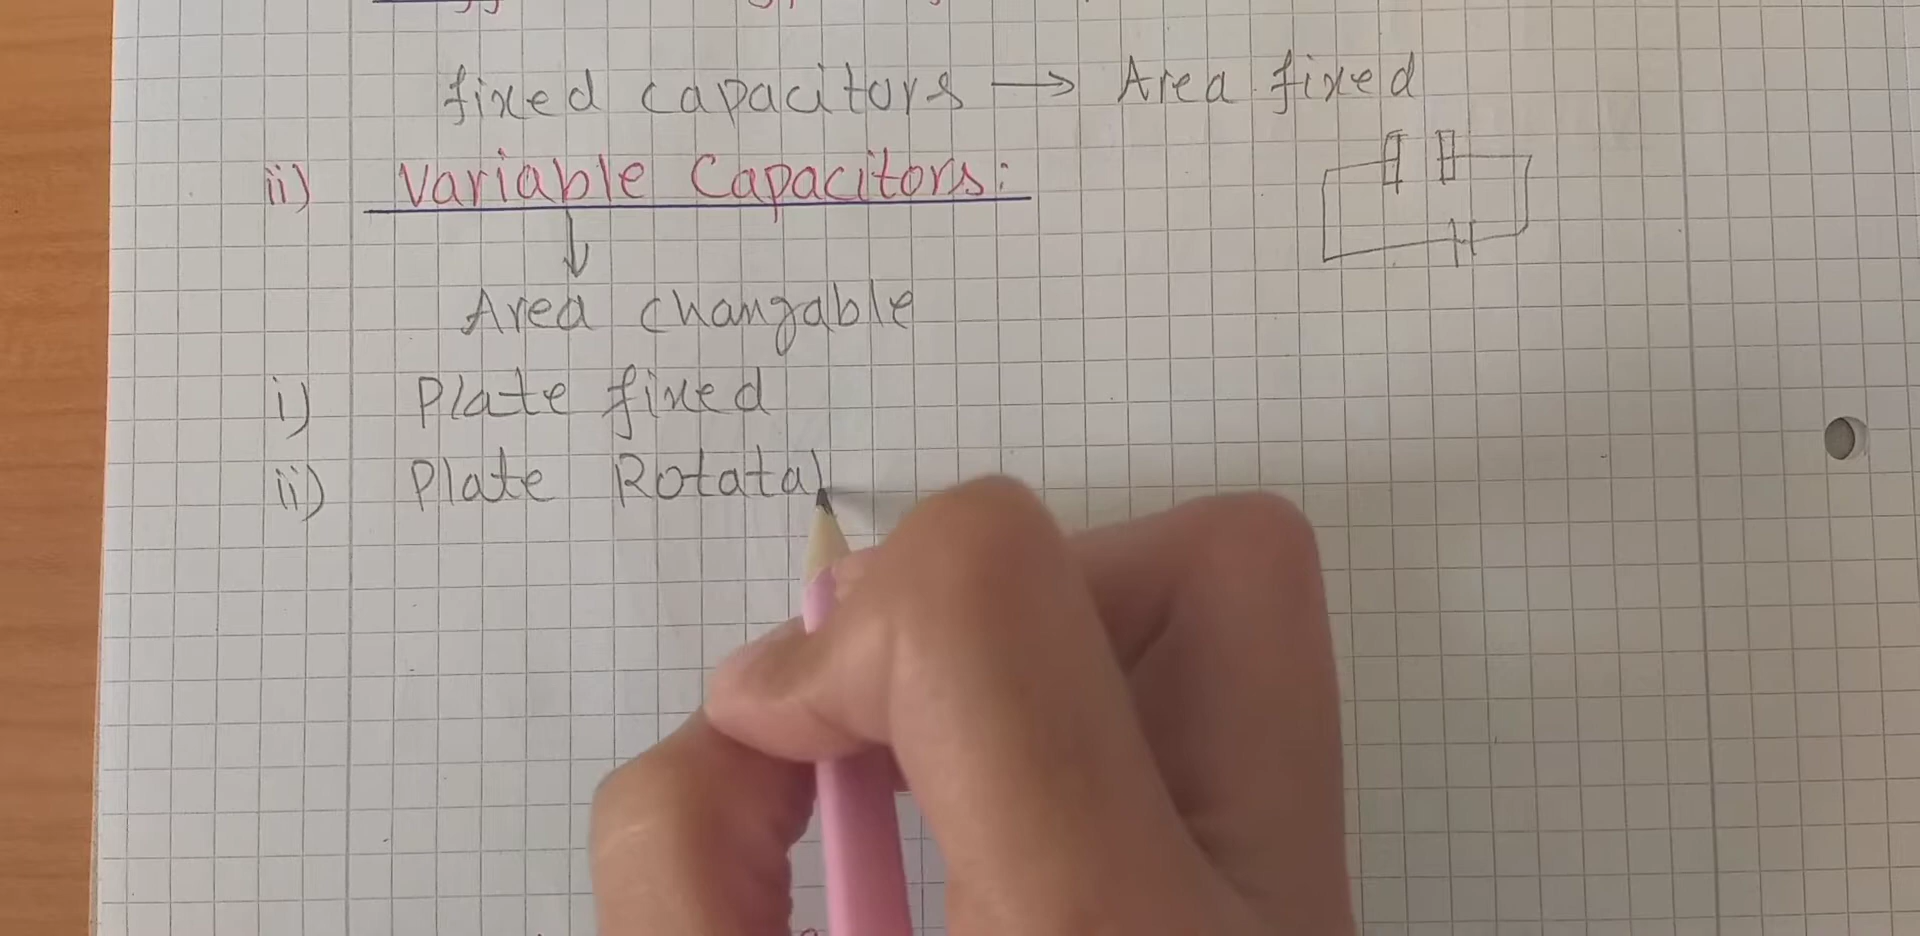 fixed capacitors → Area fixed
ii) Variable Capacitors:
↓
Area changable
i) Plate fixed
ii) Plate Rotatal